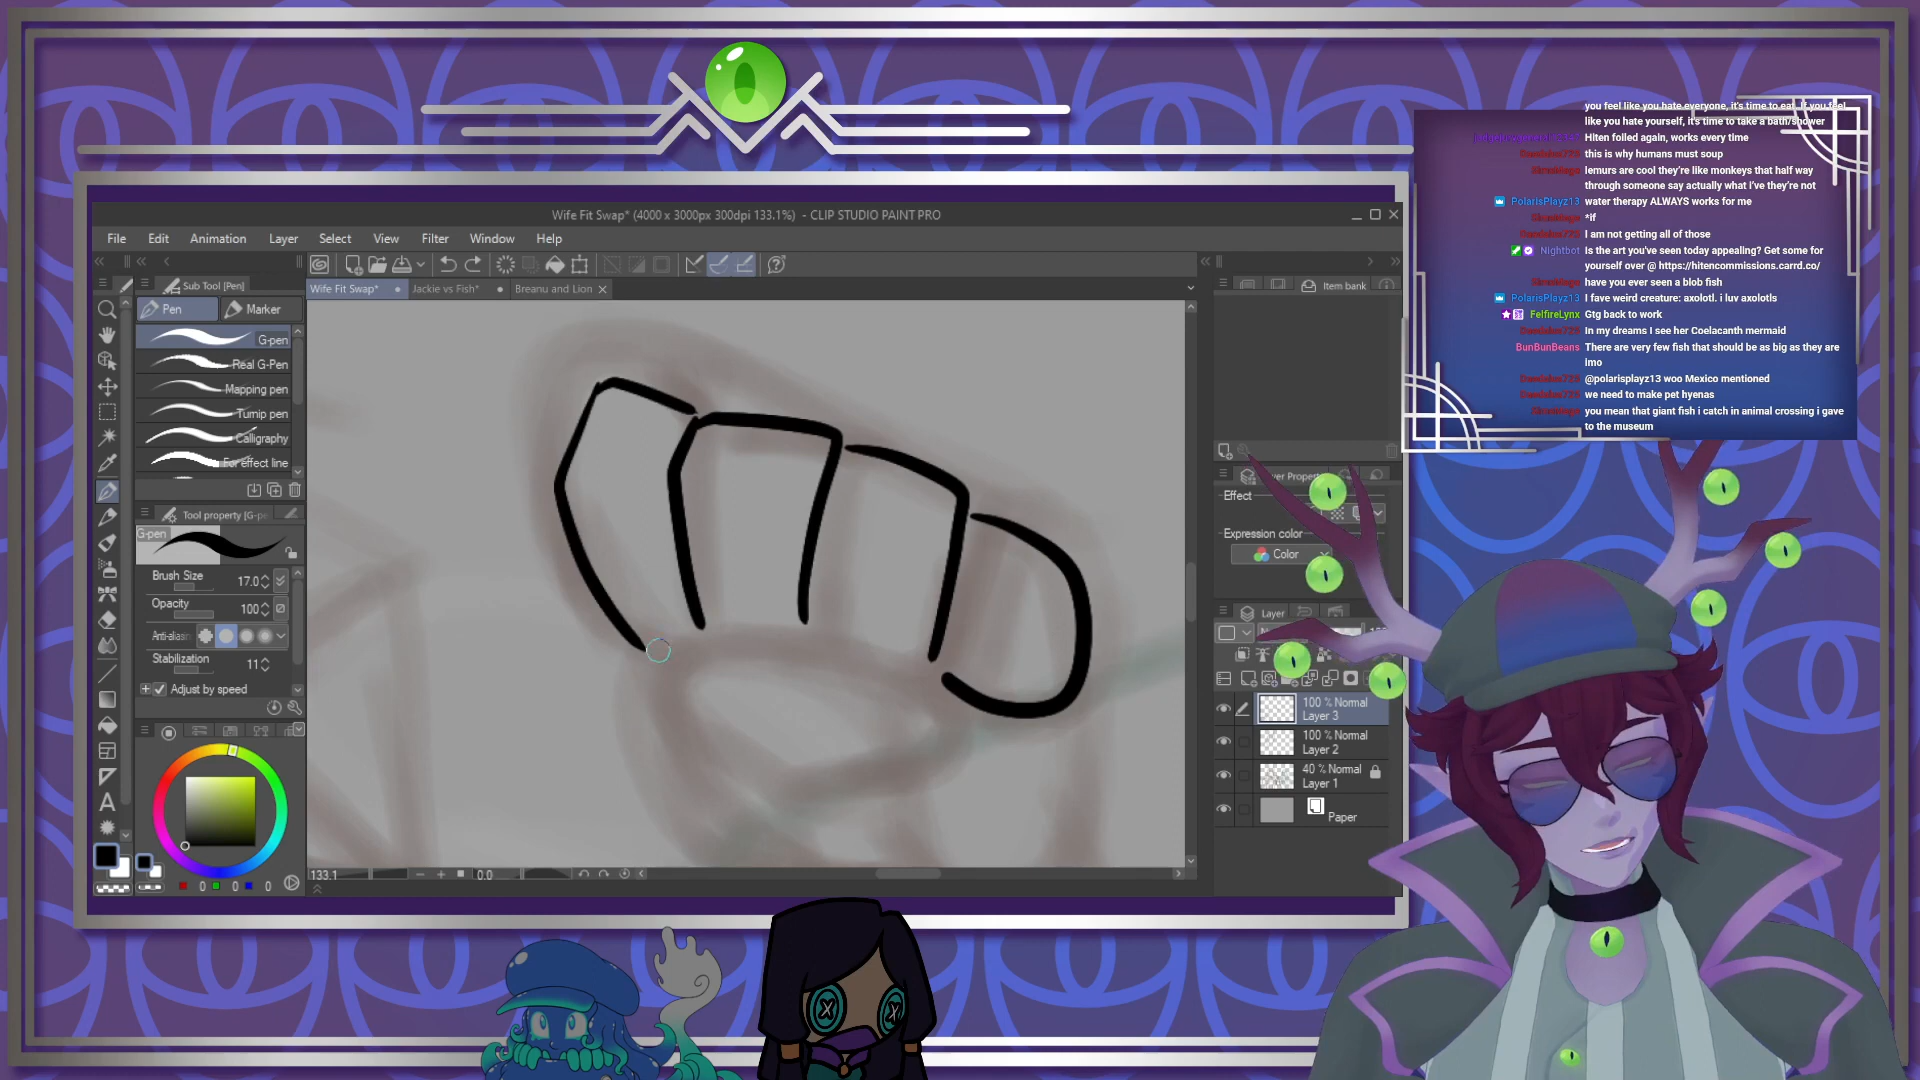 you feel like you hate everyone, it's time to eat. If you feel
like you hate yourself, it's time to take a bath/shower
Hiten folled again, works every time
this is why humans must soup
lemurs are cool they're like monkeys that half way
through someone say actually what i've they're not
PolarisPlayz13 water therapy ALWAYS works for me
*if
I am not getting all of those
Nightbot Is the art you've seen today appealing? Get some for
yourself over @ https://hitencommissions.carrd.co/
have you ever seen a blob fish
PolarisPlayz13 I fave weird creature: axolotl. i luv axolotls
FelfireLynx Gtg back to work
In my dreams I see her Coelacanth mermaid
BunBunBeans There are very few fish that should be as big as they are
imo
@polarisplayz13 woo Mexico mentioned
we need to make pet hyenas
you mean that giant fish i catch in animal crossing i gave
to the museum
Wife Fit Swap* (4000 x 3000px 300dpi 133.1%) - CLIP STUDIO PAINT PRO
File Edit Animation Layer Select View Filter Window Help
Sub Tool [Pen]
Wife Fit Swap* Jackie vs Fish* Breanu and Lion
Item bank
Pen Marker
G-pen
Real G-Pen
Mapping pen
Turnip pen
Calligraphy
For effect line
Tool property [G-pe
G-pen
Brush Size 17.0
Opacity 100
Anti-aliasin
Stabilization 11
Adjust by speed
0 0 0
133.1 0.0
Effect
Expression color
Color
Layer
100 % Normal
Layer 3
100 % Normal
Layer 2
40 % Normal
Layer 1
Paper